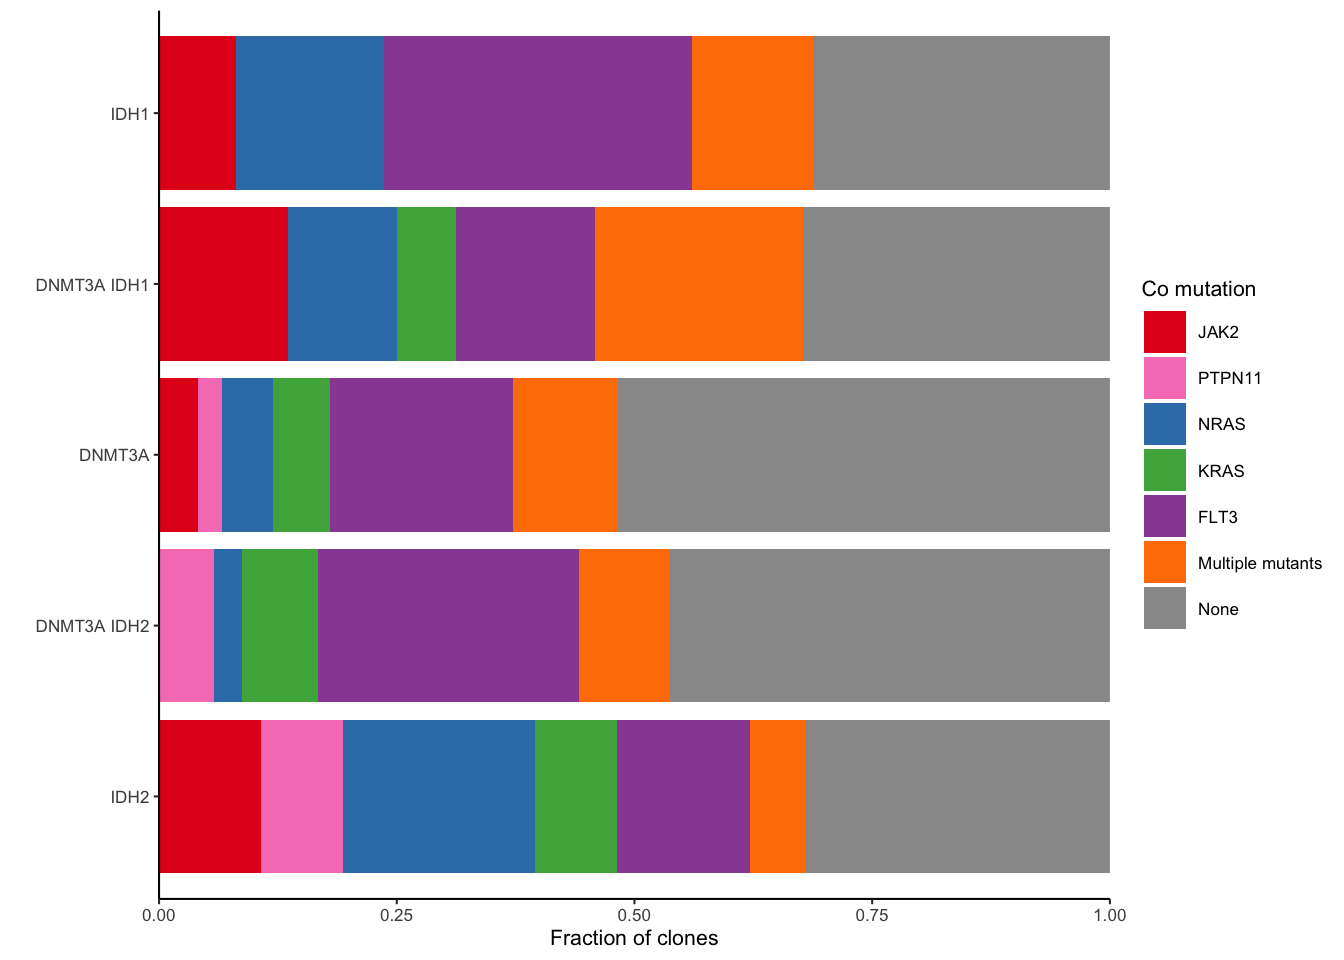 IDH1
DNMT3A IDH1
DNMT3A
DNMT3A IDH2
IDH2
0.00
0.25
0.50
0.75
1.00
Fraction of clones
Co mutation
JAK2
PTPN11
NRAS
KRAS
FLT3
Multiple mutants
None